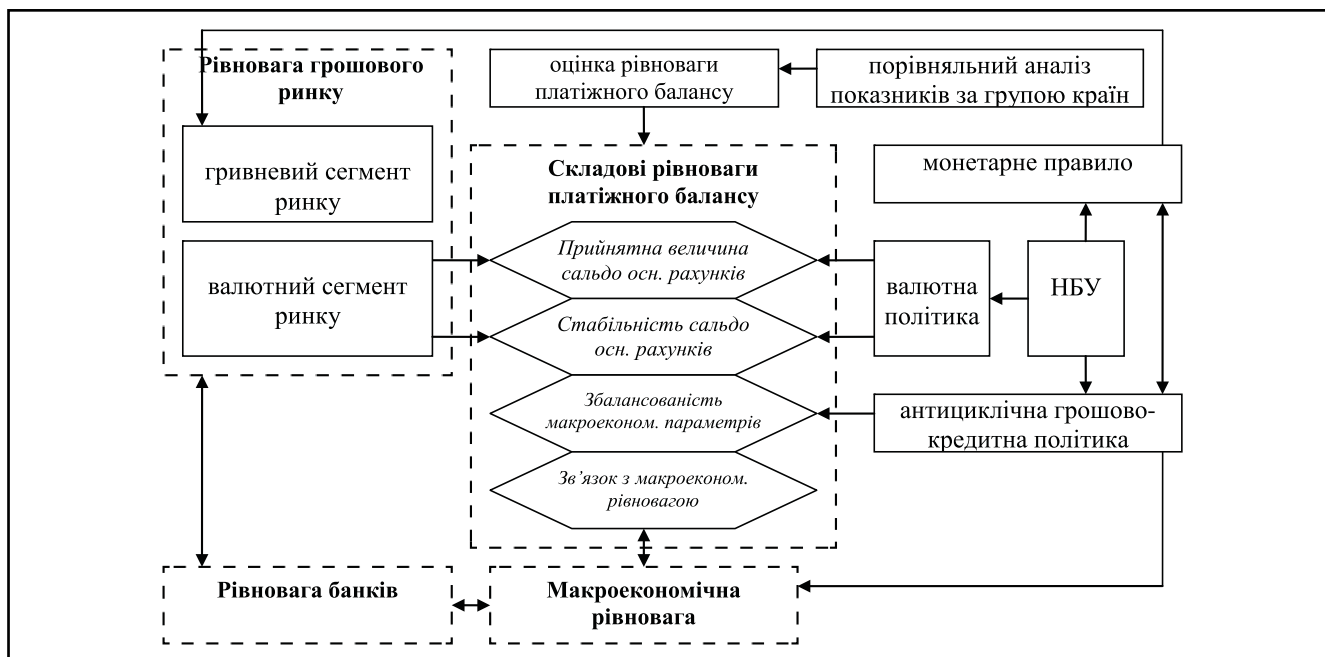 Рівновага грошового
ринку
гривневий сегмент
ринку
валютний сегмент
ринку
оцінка рівноваги
платіжного балансу
порівняльний аналіз
показників за групою країн
Складові рівноваги
платіжного балансу
Прийнятна величина
сальдо осн. рахунків
Стабільність сальдо
осн. рахунків
Збалансованість
макроеконом. параметрів
Зв’язок з макроеконом.
рівновагою
монетарне правило
валютна
політика
НБУ
антициклічна грошово-
кредитна політика
Рівновага банків
Макроекономічна
рівновага